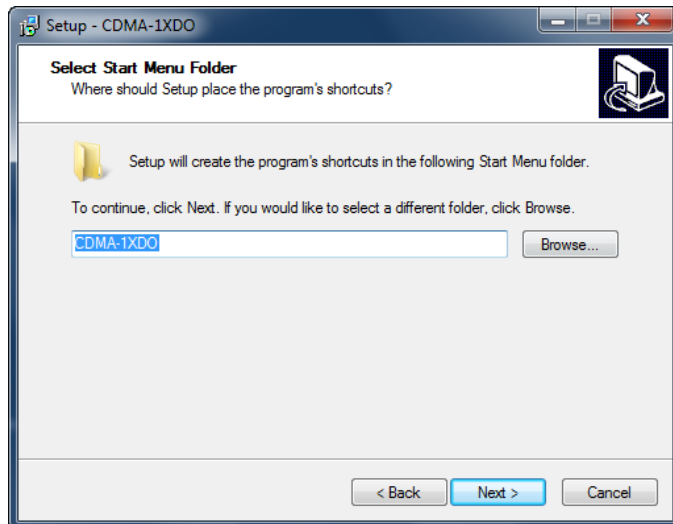 Setup - CDMA-1XDO
Select Start Menu Folder
Where should Setup place the program's shortcuts?
Setup will create the program's shortcuts in the following Start Menu folder.
To continue, click Next. If you would like to select a different folder, click Browse.
CDMA-1XDO
Browse...
< Back
Next >
Cancel